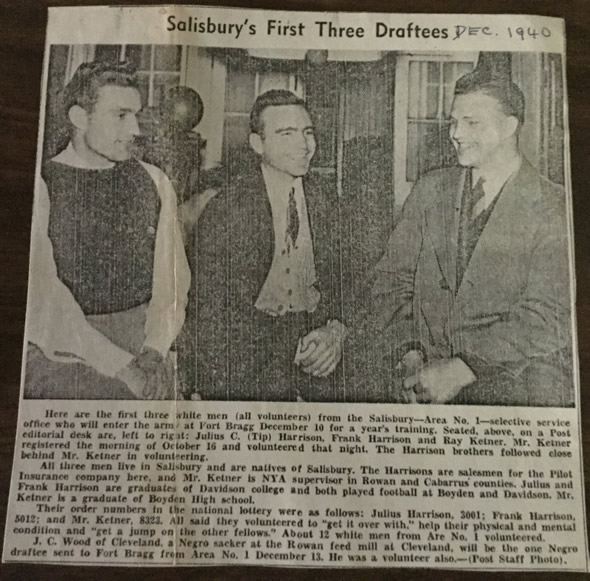 Salisbury's First Three Draftees DEC. 1940
Here are the first three white men (all volunteers) from the Salisbury—Area No. 1—selective service
office who will enter the army at Fort Bragg December 10 for a year's training. Seated, above, on a Post
editorial desk are, left to right: Julius C. (Tip) Harrison, Frank Harrison and Ray Ketner. Mr. Ketner
registered the morning of October 16 and volunteered that night. The Harrison brothers followed close
behind Mr. Ketner in volunteering.
All three men live in Salisbury and are natives of Salisbury. The Harrisons are salesmen for the Pilot
Insurance company here, and Mr. Ketner is NYA supervisor in Rowan and Cabarrus counties. Julius and
Frank Harrison are graduates of Davidson college and both played football at Boyden and Davidson. Mr.
Ketner is a graduate of Boyden High school.
Their order numbers in the national lottery were as follows: Julius Harrison, 3001; Frank Harrison,
5012; and Mr. Ketner, 8323. All said they volunteered to "get it over with," help their physical and mental
condition and "get a jump on the other fellows." About 12 white men from Are No. 1 volunteered.
J. C. Wood of Cleveland, a Negro sacker at the Rowan feed mill at Cleveland, will be the one Negro
draftee sent to Fort Bragg from Area No. 1 December 13. He was a volunteer also.—(Post Staff Photo).